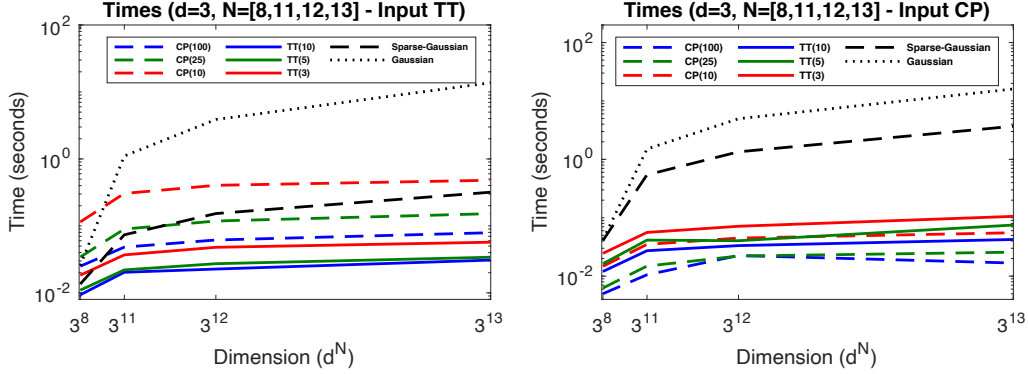 Times (d=3, N=[8,11,12,13] - Input TT)
CP(100) TT(10) Sparse-Gaussian
CP(25) TT(5) Gaussian
CP(10) TT(3)
Time (seconds)
10^2
10^0
10^-2
3^8 3^11 3^12 3^13
Dimension (d^N)
Times (d=3, N=[8,11,12,13] - Input CP)
CP(100) TT(10) Sparse-Gaussian
CP(25) TT(5) Gaussian
CP(10) TT(3)
Time (seconds)
10^2
10^0
10^-2
3^8 3^11 3^12 3^13
Dimension (d^N)